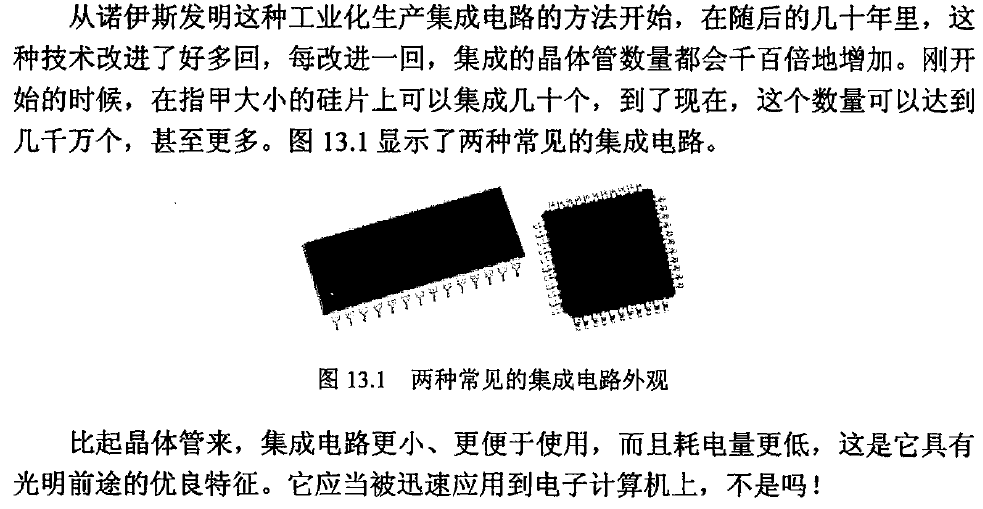 从诺伊斯发明这种工业化生产集成电路的方法开始，在随后的几十年里，这
种技术改进了好多回，每改进一回，集成的晶体管数量都会千百倍地增加。刚开
始的时候，在指甲大小的硅片上可以集成几十个，到了现在，这个数量可以达到
几千万个，甚至更多。图 13.1 显示了两种常见的集成电路。
图 13.1　两种常见的集成电路外观
比起晶体管来，集成电路更小、更便于使用，而且耗电量更低，这是它具有
光明前途的优良特征。它应当被迅速应用到电子计算机上，不是吗！